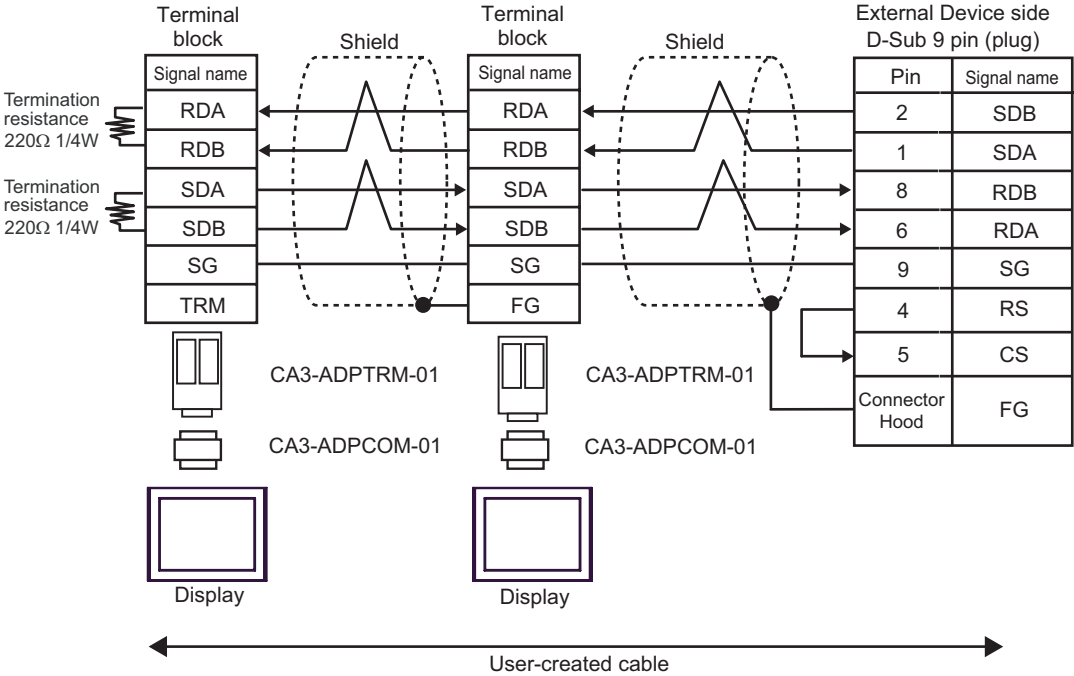 Terminal
block
Shield
Terminal
block
Shield
External Device side
D-Sub 9 pin (plug)
Termination
resistance
220Ω 1/4W
Termination
resistance
220Ω 1/4W
Signal name
RDA
RDB
SDA
SDB
SG
TRM
Signal name
RDA
RDB
SDA
SDB
SG
FG
Pin Signal name
2 SDB
1 SDA
8 RDB
6 RDA
9 SG
4 RS
5 CS
Connector
Hood
FG
CA3-ADPTRM-01
CA3-ADPTRM-01
CA3-ADPCOM-01
CA3-ADPCOM-01
Display
Display
User-created cable